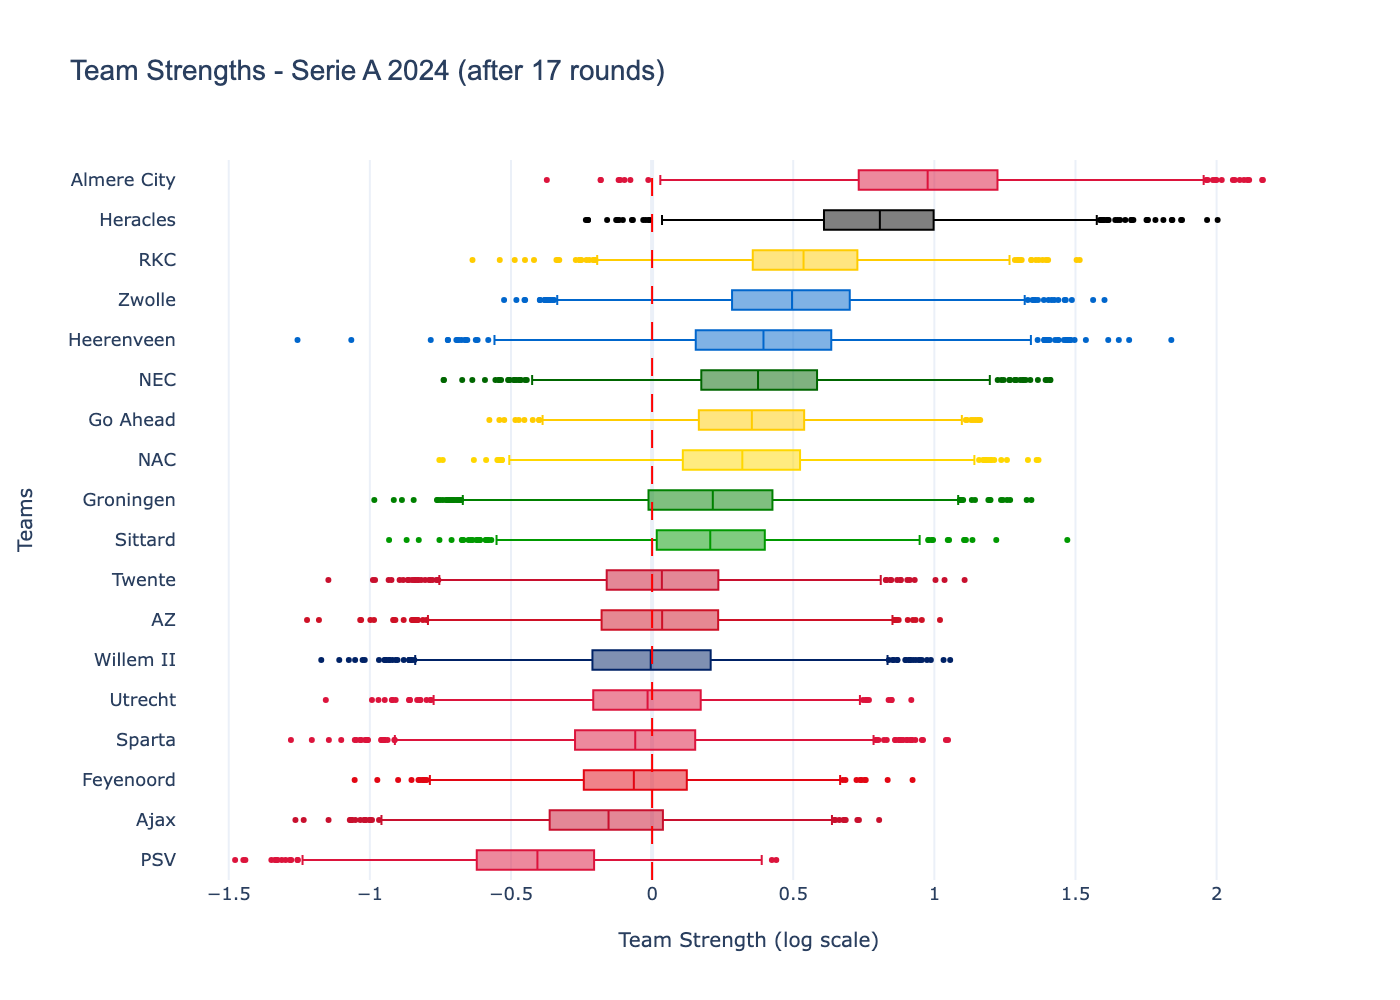 Team Strengths - Serie A 2024 (after 17 rounds)
Almere City
Heracles
RKC
Zwolle
Heerenveen
NEC
Go Ahead
NAC
Groningen
Sittard
Twente
AZ
Willem II
Utrecht
Sparta
Feyenoord
Ajax
PSV
Teams
−1.5 −1 −0.5 0 0.5 1 1.5 2
Team Strength (log scale)